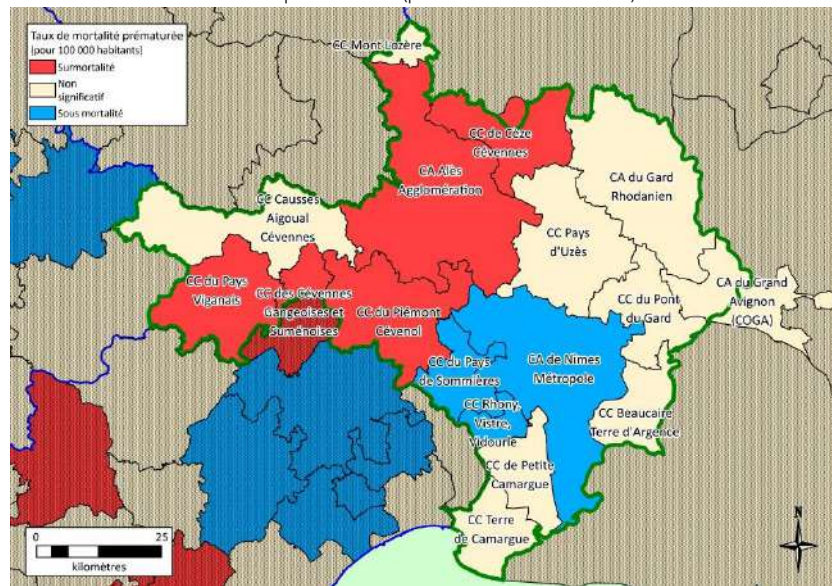 Taux de mortalité prématurée
(pour 100 000 habitants)
Surmortalité
Non
significatif
Sous mortalité
CC Mont Lozère
CC de Cèze
Cévennes
CA Alès
Agglomération
CA du Gard
Rhodanien
CC Causses
Aigoual
Cévennes
CC Pays
d'Uzès
CC du Pays
Viganais
CC des Cévennes
Gangeoises et
Suménoises
CC du Piémont
Cévenol
CC du Pont
du Gard
CA du Grand
Avignon
(COGA)
CC du Pays
de Sommières
CA de Nimes
Métropole
CC Rhony,
Vistre,
Vidourle
CC Beaucaire
Terre d'Argence
CC de Petite
Camargue
CC Terre
de Camargue
0 25
kilomètres
N